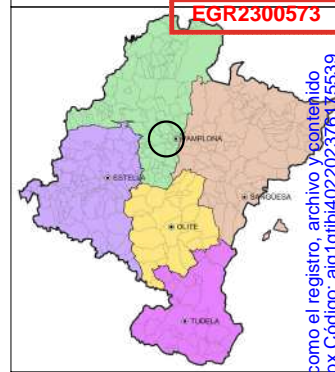 EGR2300573
PAMPLONA
ESTELLA
SANGÜESA
OLITE
TUDELA
como el registro, archivo y contenido